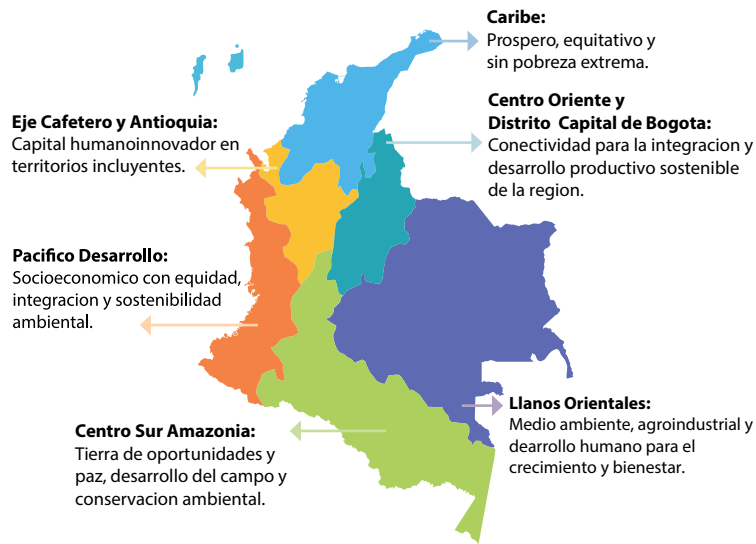 Caribe:
Prospero, equitativo y
sin pobreza extrema.
Eje Cafetero y Antioquia:
Capital humanoinnovador en
territorios incluyentes.
Centro Oriente y
Distrito Capital de Bogota:
Conectividad para la integracion y
desarrollo productivo sostenible
de la region.
Pacifico Desarrollo:
Socioeconomico con equidad,
integracion y sostenibilidad
ambiental.
Llanos Orientales:
Medio ambiente, agroindustrial y
dearrollo humano para el
crecimiento y bienestar.
Centro Sur Amazonia:
Tierra de oportunidades y
paz, desarrollo del campo y
conservacion ambiental.